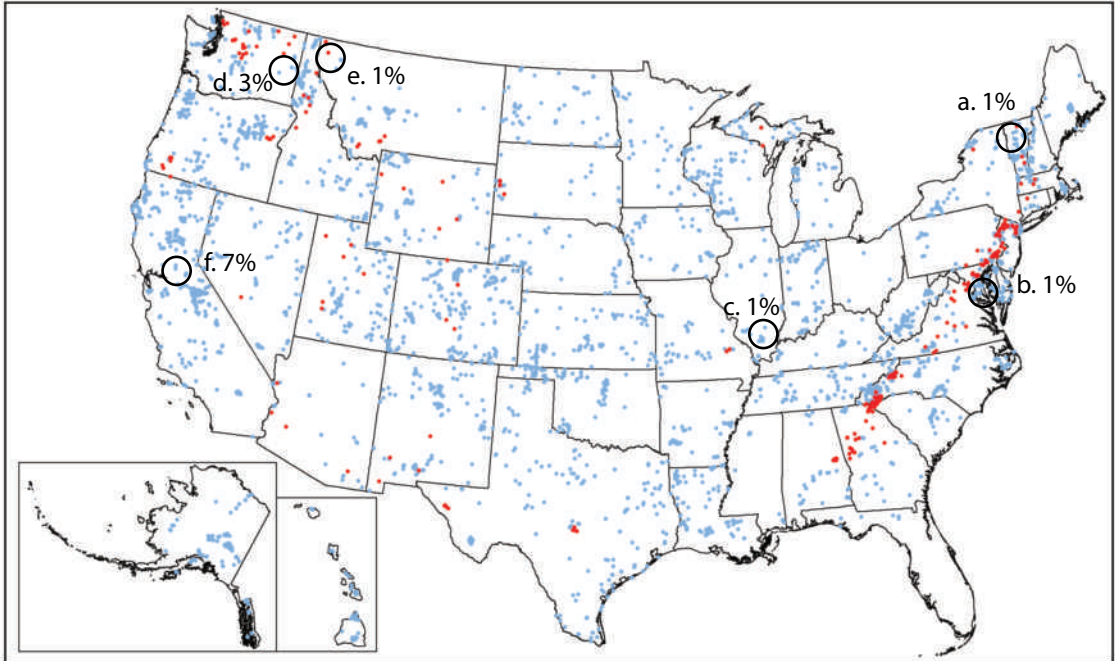 a. 1%
b. 1%
c. 1%
d. 3%
e. 1%
f. 7%